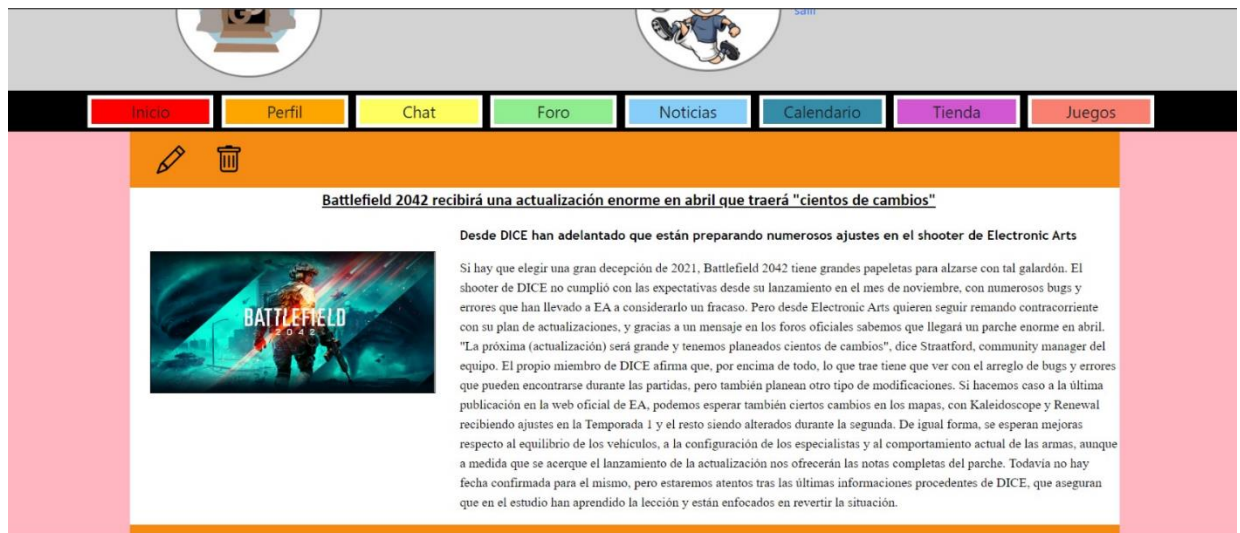 salir
Inicio
Perfil
Chat
Foro
Noticias
Calendario
Tienda
Juegos
Battlefield 2042 recibirá una actualización enorme en abril que traerá "cientos de cambios"
Desde DICE han adelantado que están preparando numerosos ajustes en el shooter de Electronic Arts
BATTLEFIELD
2042
Si hay que elegir una gran decepción de 2021, Battlefield 2042 tiene grandes papeletas para alzarse con tal galardón. El
shooter de DICE no cumplió con las expectativas desde su lanzamiento en el mes de noviembre, con numerosos bugs y
errores que han llevado a EA a considerarlo un fracaso. Pero desde Electronic Arts quieren seguir remando contracorriente
con su plan de actualizaciones, y gracias a un mensaje en los foros oficiales sabemos que llegará un parche enorme en abril.
"La próxima (actualización) será grande y tenemos planeados cientos de cambios", dice Straatford, community manager del
equipo. El propio miembro de DICE afirma que, por encima de todo, lo que trae tiene que ver con el arreglo de bugs y errores
que pueden encontrarse durante las partidas, pero también planean otro tipo de modificaciones. Si hacemos caso a la última
publicación en la web oficial de EA, podemos esperar también ciertos cambios en los mapas, con Kaleidoscope y Renewal
recibiendo ajustes en la Temporada 1 y el resto siendo alterados durante la segunda. De igual forma, se esperan mejoras
respecto al equilibrio de los vehículos, a la configuración de los especialistas y al comportamiento actual de las armas, aunque
a medida que se acerque el lanzamiento de la actualización nos ofrecerán las notas completas del parche. Todavía no hay
fecha confirmada para el mismo, pero estaremos atentos tras las últimas informaciones procedentes de DICE, que aseguran
que en el estudio han aprendido la lección y están enfocados en revertir la situación.